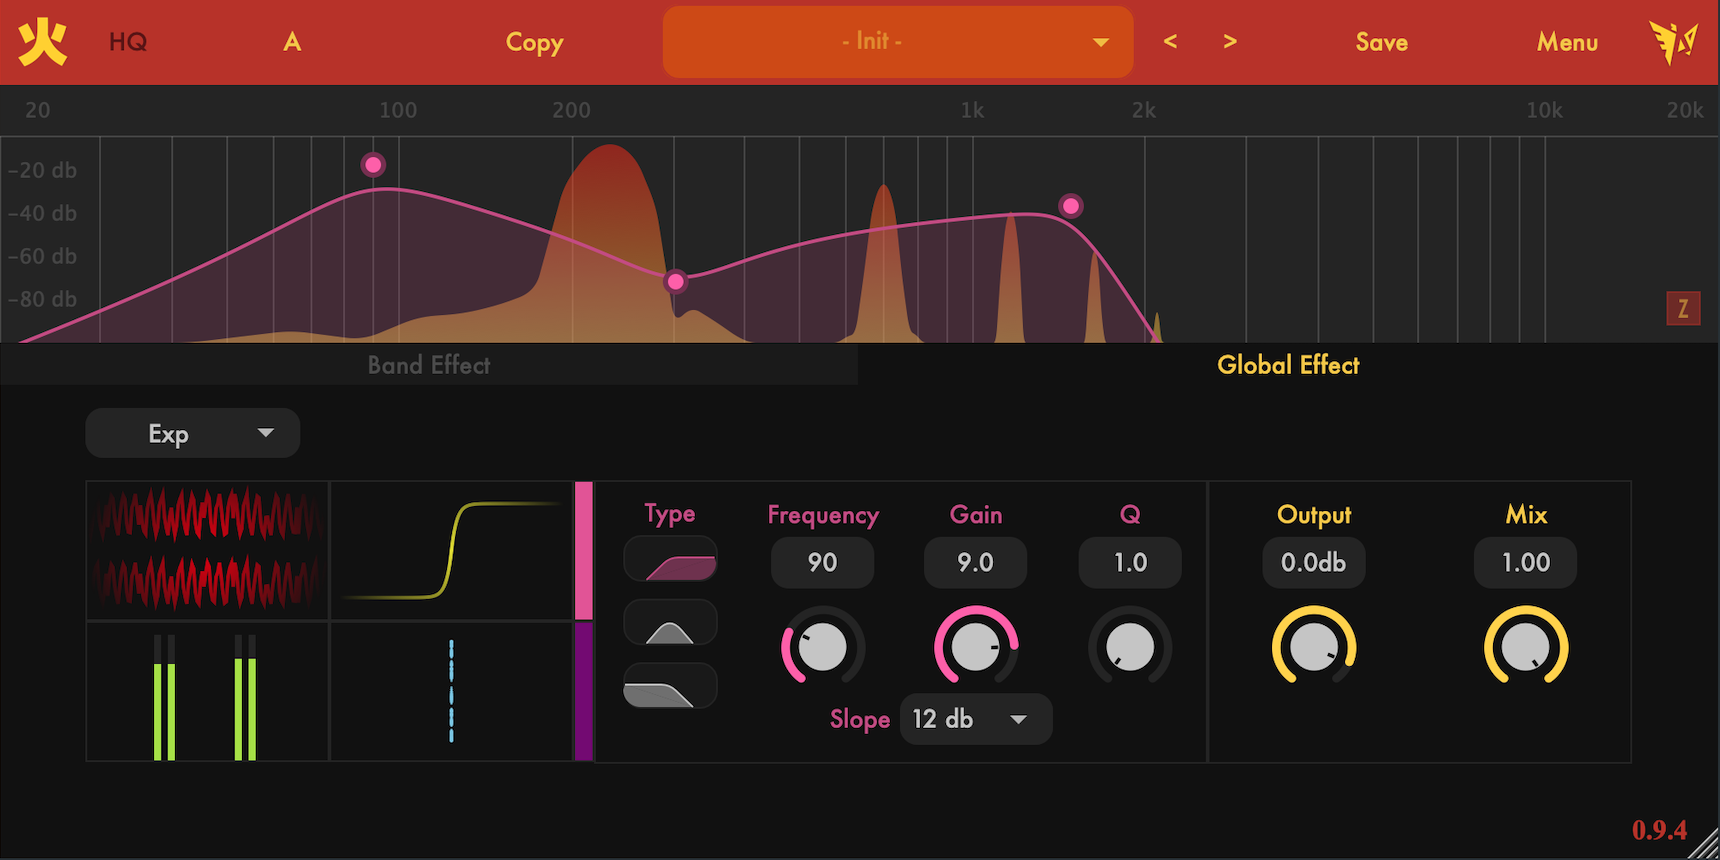 火 HQ A Copy - Init - < > Save Menu
20 100 200 1k 2k 10k 20k
-20 db
-40 db
-60 db
-80 db
Z
Band Effect Global Effect
Exp
Type Frequency Gain Q Output Mix
90 9.0 1.0 0.0db 1.00
Slope 12 db
0.9.4